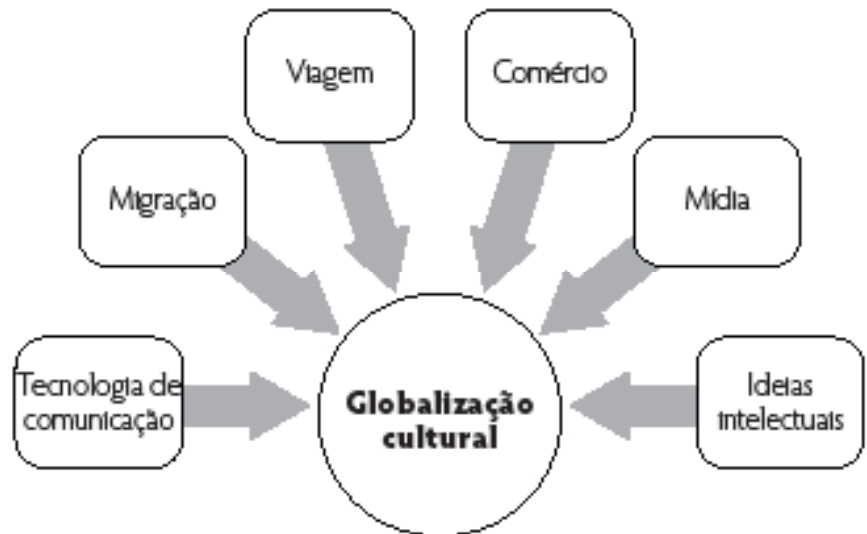 Viagem
Comércio
Migração
Mídia
Tecnologia de
comunicação
Globalização
cultural
Ideias
intelectuais